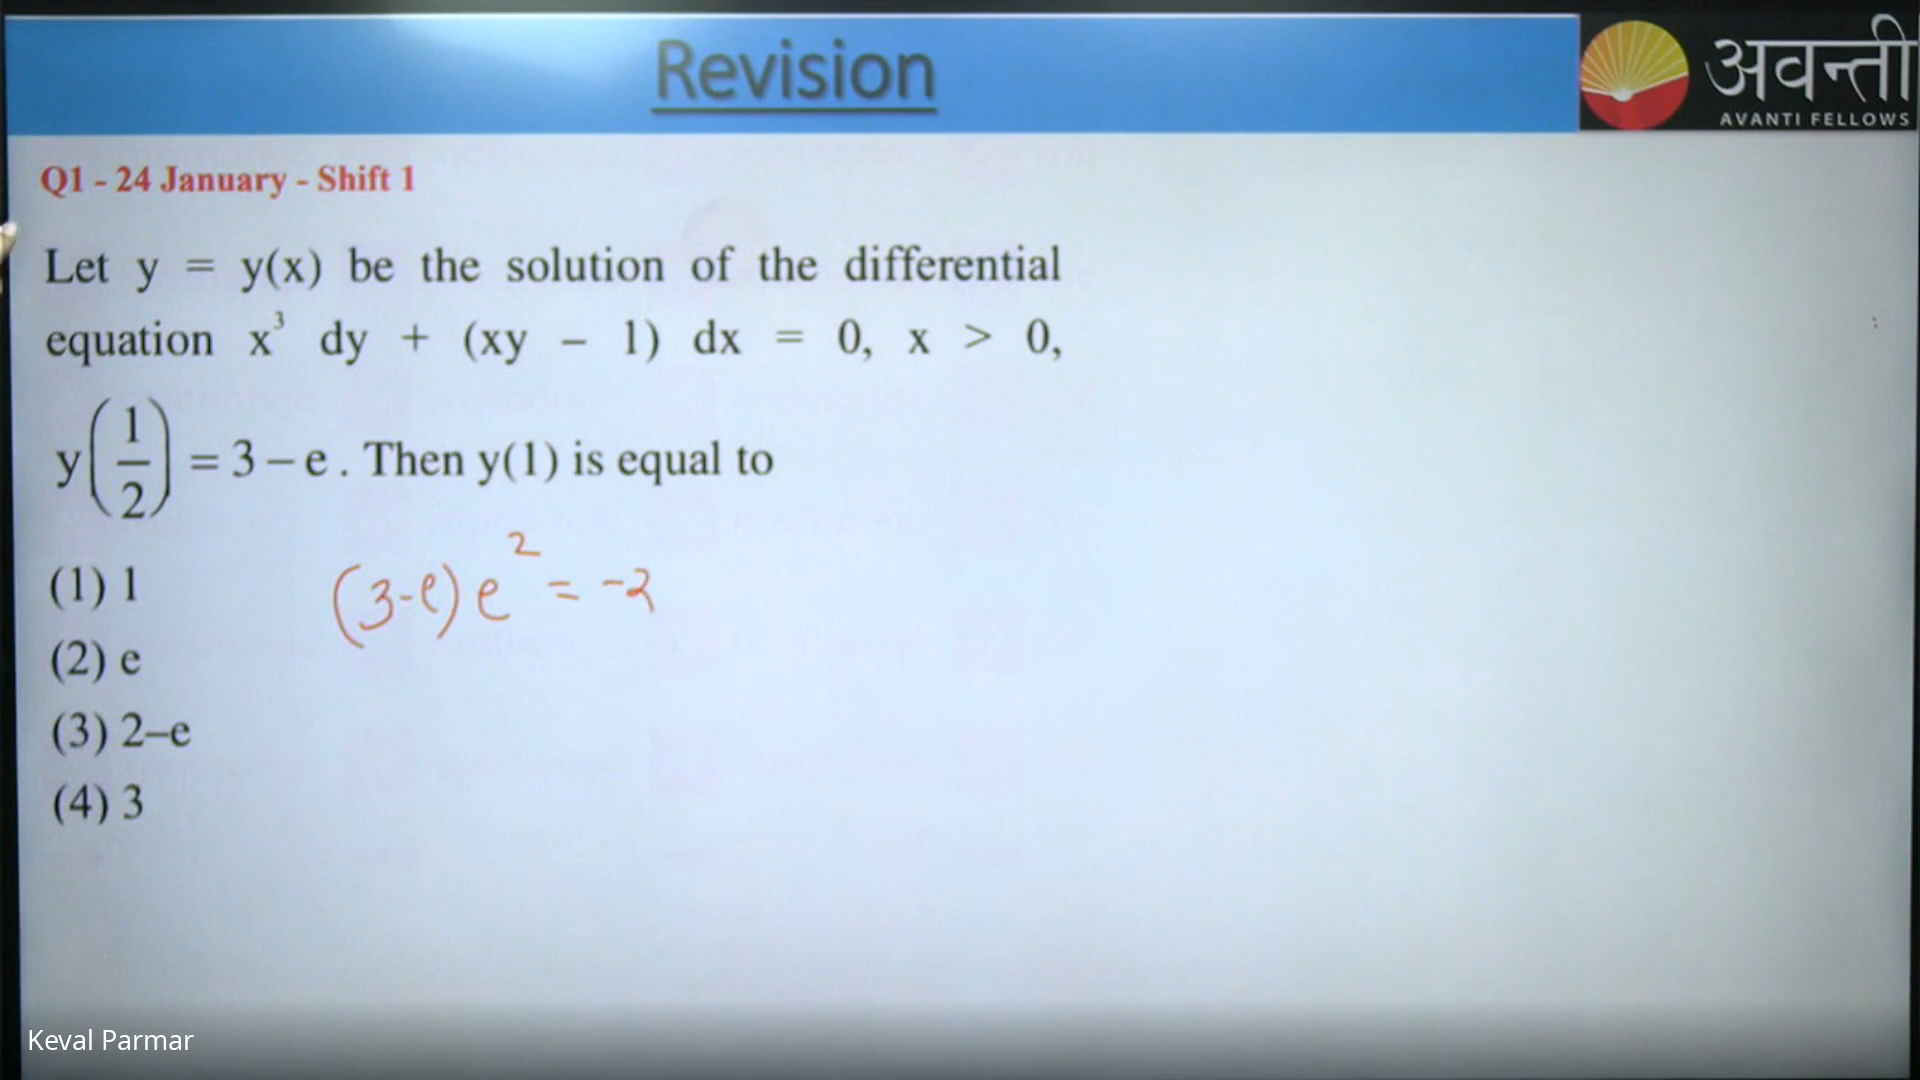 Revision
अवन्ती
AVANTI FELLOWS
Q1 - 24 January - Shift 1
Let y = y(x) be the solution of the differential
equation x³ dy + (xy – 1) dx = 0, x > 0,
y(1/2) = 3 – e . Then y(1) is equal to
(1) 1
(3-e) e² = -2
(2) e
(3) 2–e
(4) 3
Keval Parmar